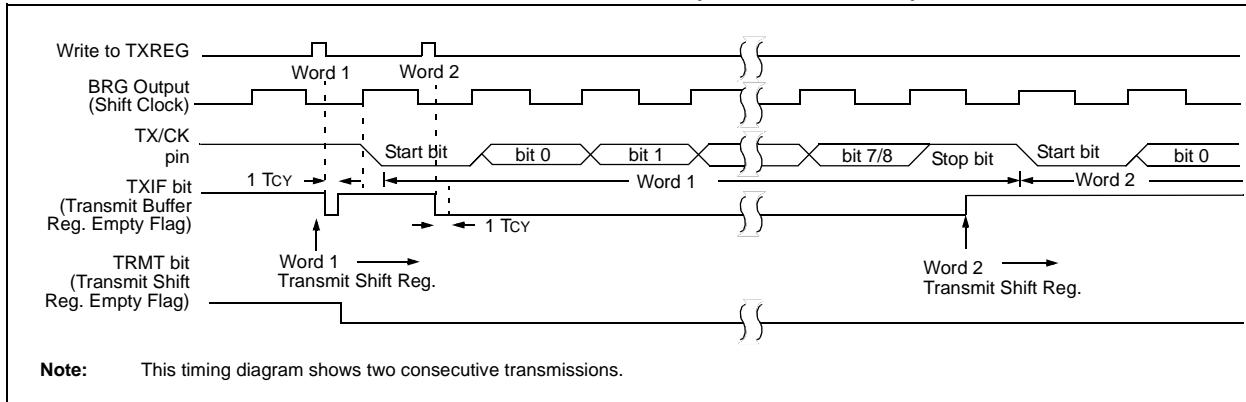 Write to TXREG
Word 1
Word 2
BRG Output
(Shift Clock)
TX/CK
pin
Start bit
bit 0
bit 1
bit 7/8
Stop bit
Start bit
bit 0
1 TCY
Word 1
Word 2
TXIF bit
(Transmit Buffer
Reg. Empty Flag)
1 TCY
Word 1
Transmit Shift Reg.
Word 2
Transmit Shift Reg.
TRMT bit
(Transmit Shift
Reg. Empty Flag)
Note: This timing diagram shows two consecutive transmissions.